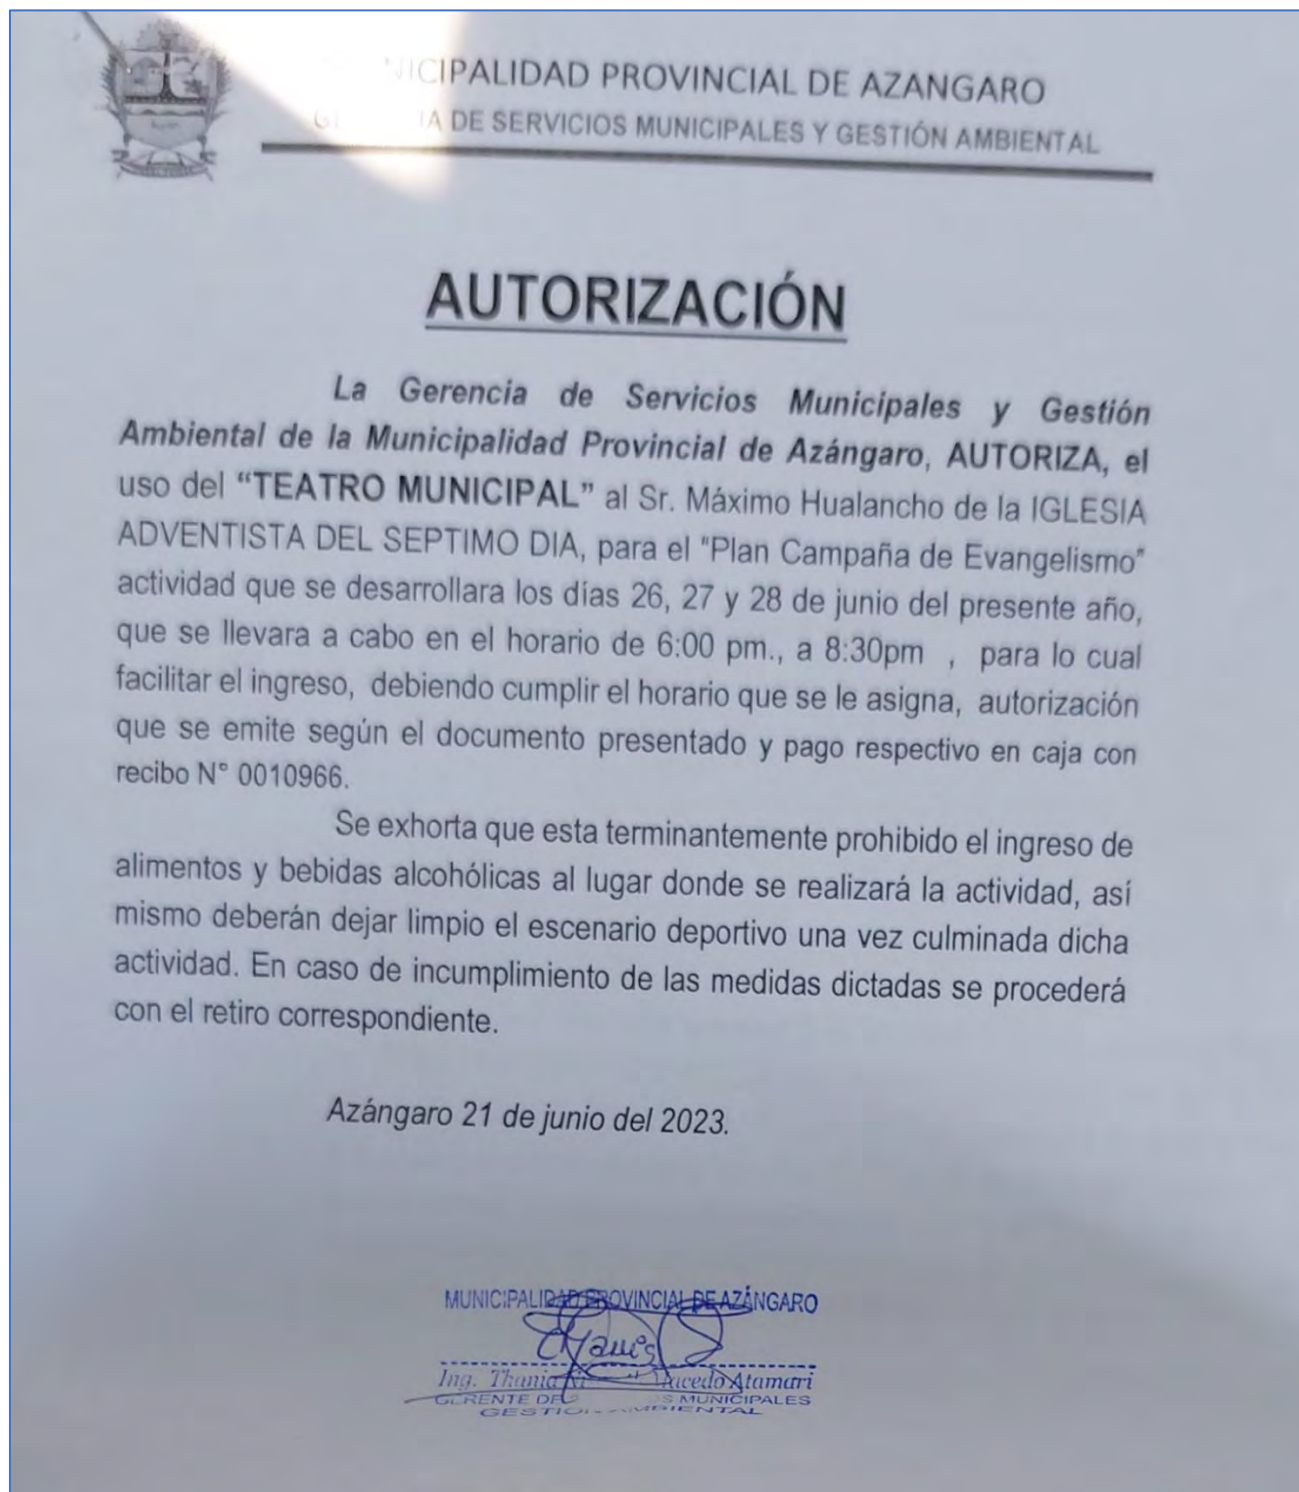 MUNICIPALIDAD PROVINCIAL DE AZANGARO
GERENCIA DE SERVICIOS MUNICIPALES Y GESTIÓN AMBIENTAL
AUTORIZACIÓN
La Gerencia de Servicios Municipales y Gestión
Ambiental de la Municipalidad Provincial de Azángaro, AUTORIZA, el
uso del “TEATRO MUNICIPAL” al Sr. Máximo Hualancho de la IGLESIA
ADVENTISTA DEL SEPTIMO DIA, para el "Plan Campaña de Evangelismo"
actividad que se desarrollara los días 26, 27 y 28 de junio del presente año,
que se llevara a cabo en el horario de 6:00 pm., a 8:30pm , para lo cual
facilitar el ingreso, debiendo cumplir el horario que se le asigna, autorización
que se emite según el documento presentado y pago respectivo en caja con
recibo N° 0010966.
Se exhorta que esta terminantemente prohibido el ingreso de
alimentos y bebidas alcohólicas al lugar donde se realizará la actividad, así
mismo deberán dejar limpio el escenario deportivo una vez culminada dicha
actividad. En caso de incumplimiento de las medidas dictadas se procederá
con el retiro correspondiente.
Azángaro 21 de junio del 2023.
MUNICIPALIDAD PROVINCIAL DE AZÁNGARO
Ing. Thania Macedo Atamari
GERENTE DE MUNICIPALES
GESTIÓN AMBIENTAL